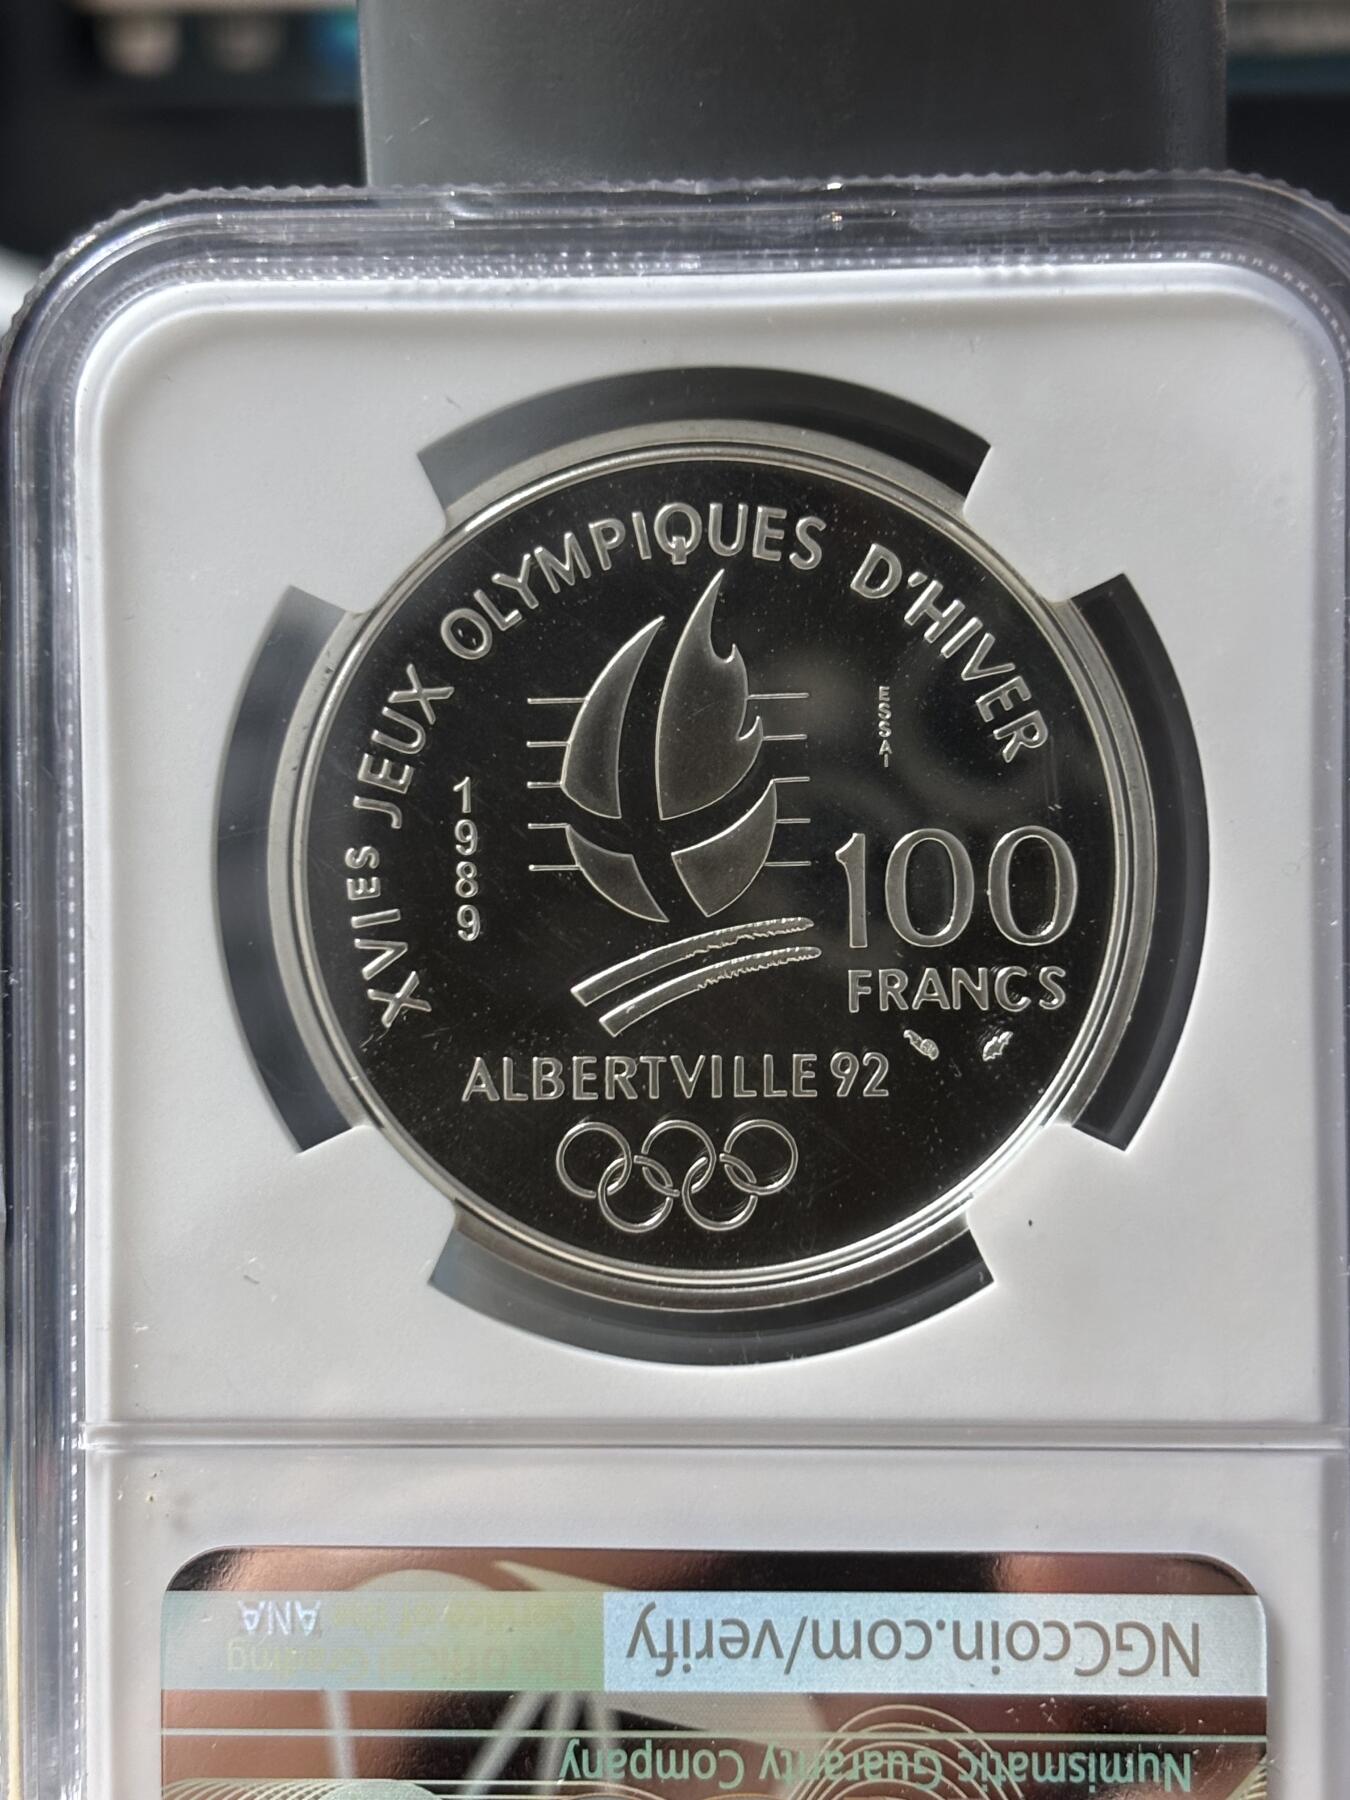 XVIES JEUX OLYMPIQUES D'HIVER
ESSAI
1989
100
FRANCS
ALBERTVILLE 92
NGCcoin.com/verify
The Official Grading
Service of the
ANA
Numismatic Guaranty Company